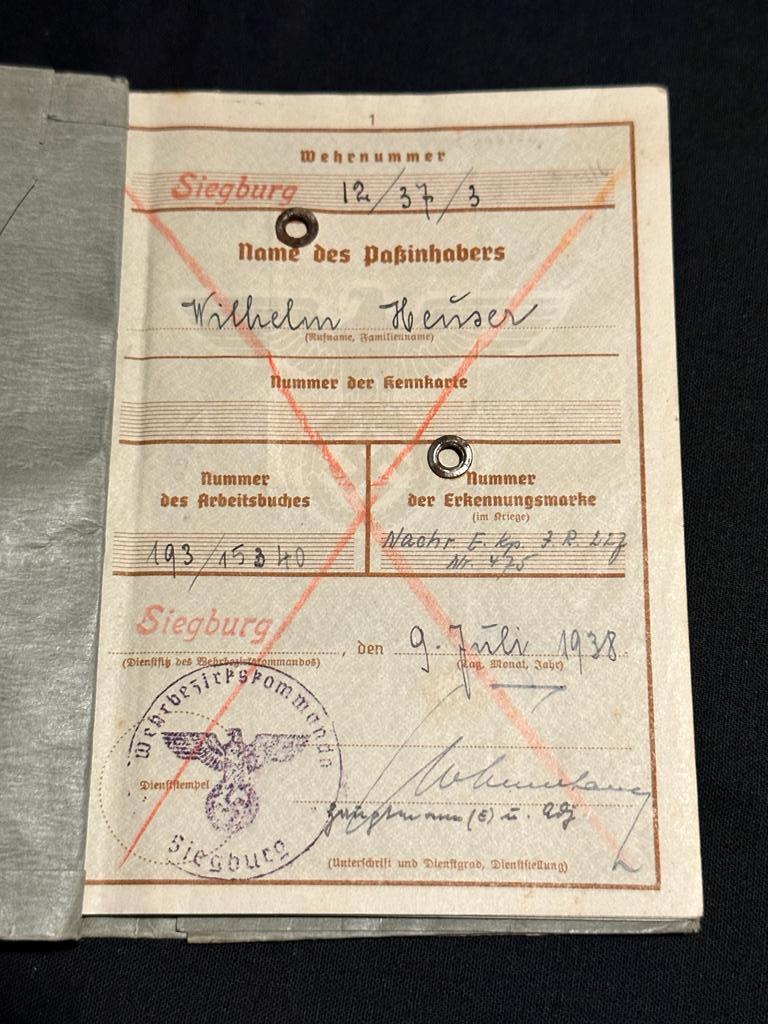 1
Wehrnummer
Siegburg 12/37/3
Name des Paßinhabers
Wilhelm Heuser
(Rufname, Familienname)
Nummer der Kennkarte
Nummer des Arbeitsbuches
193/15340
Nummer der Erkennungsmarke
(im Kriege)
Nachr. E. Kp. J. R. 227
Nr. 475
Siegburg, den 9. Juli 1938
(Dienstsitz des Wehrbezirkskommandos) (Tag, Monat, Jahr)
Wehrbezirkskommando
Dienststempel
Siegburg
Hauptmann (E) u. Adj
(Unterschrift und Dienstgrad, Dienststellung)